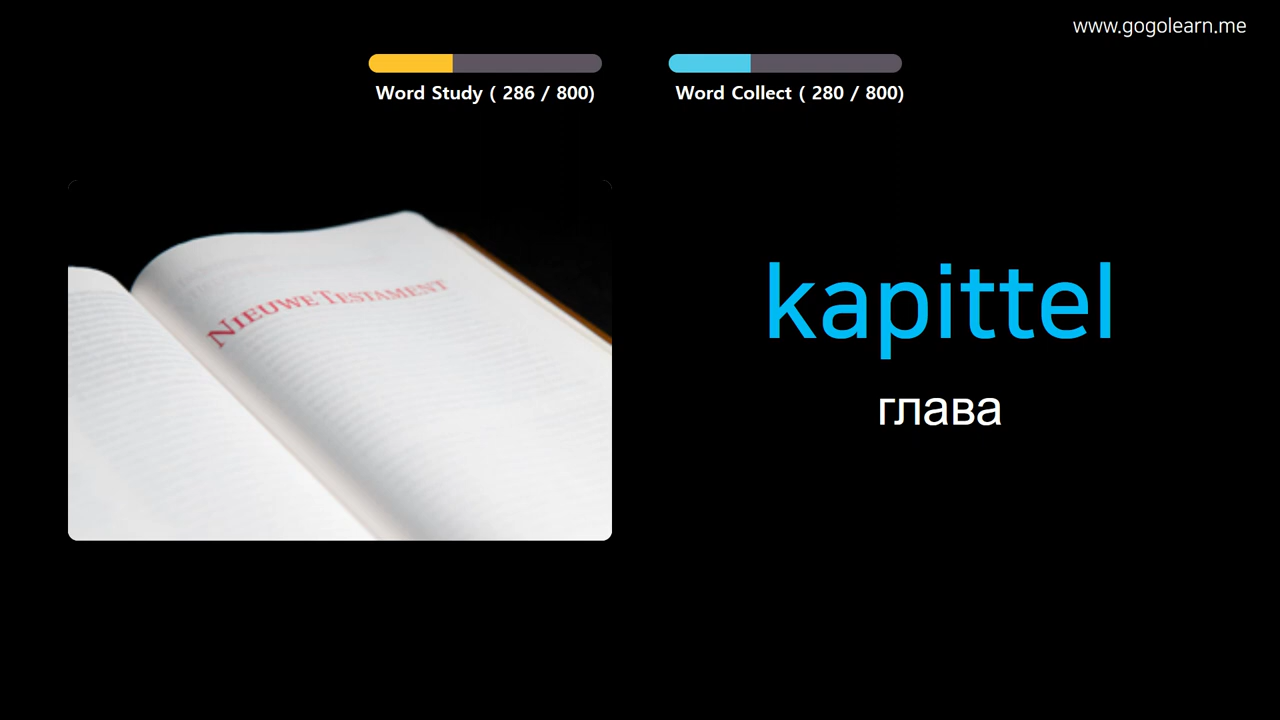 www.gogolearn.me
Word Study ( 286 / 800)
Word Collect ( 280 / 800)
NIEUWE TESTAMENT
kapittel
глава